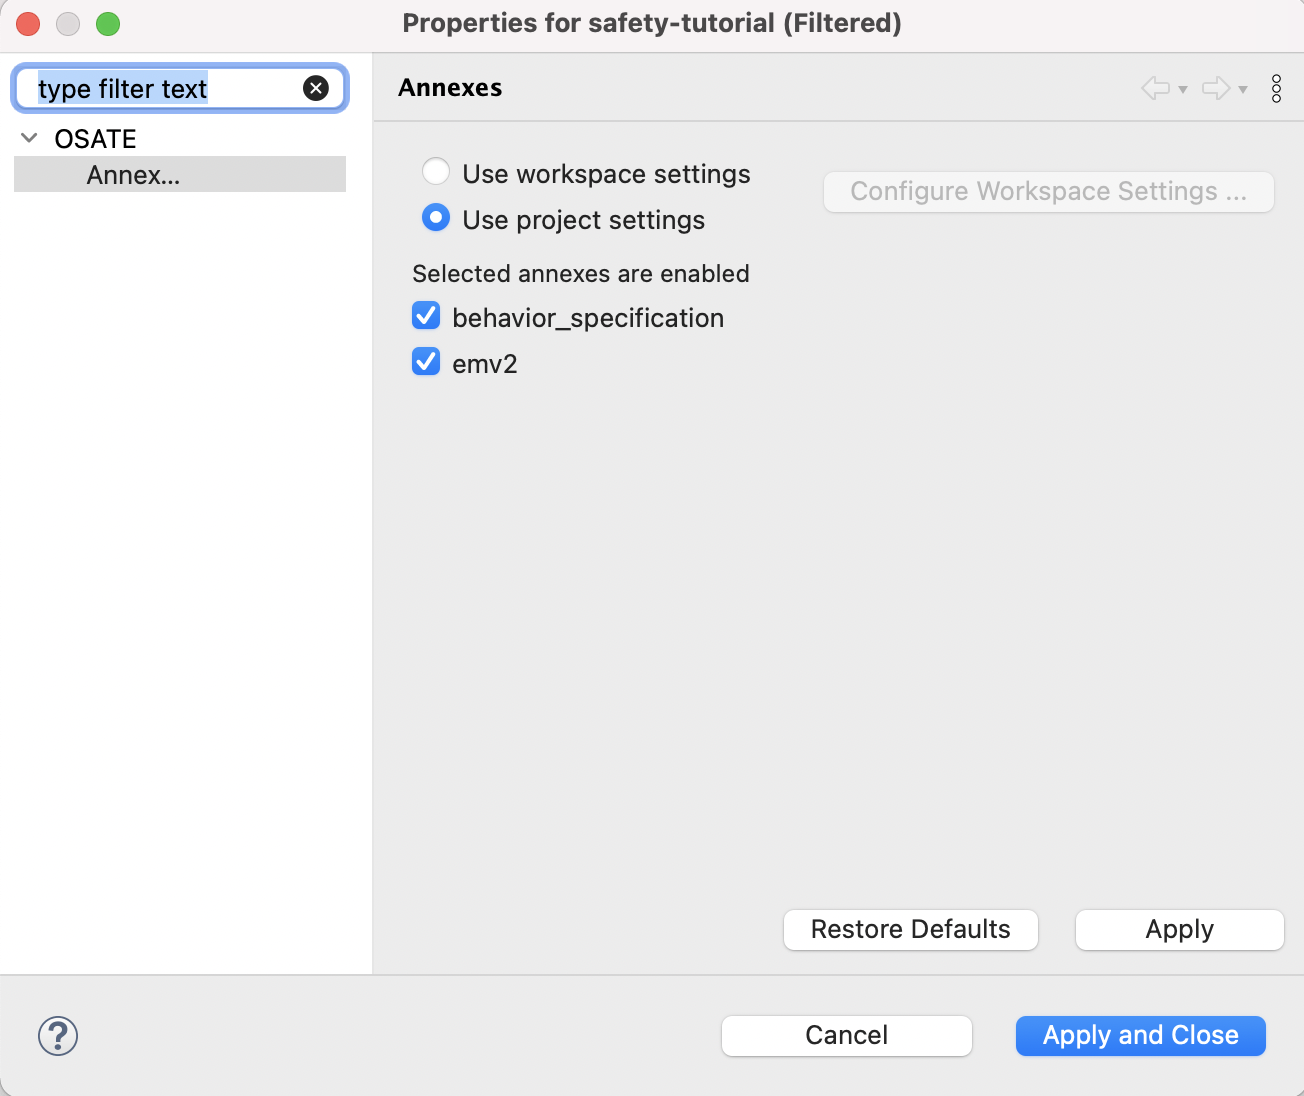 Properties for safety-tutorial (Filtered)
type filter text
OSATE
Annex...
Annexes
Use workspace settings
Configure Workspace Settings ...
Use project settings
Selected annexes are enabled
behavior_specification
emv2
Restore Defaults
Apply
?
Cancel
Apply and Close